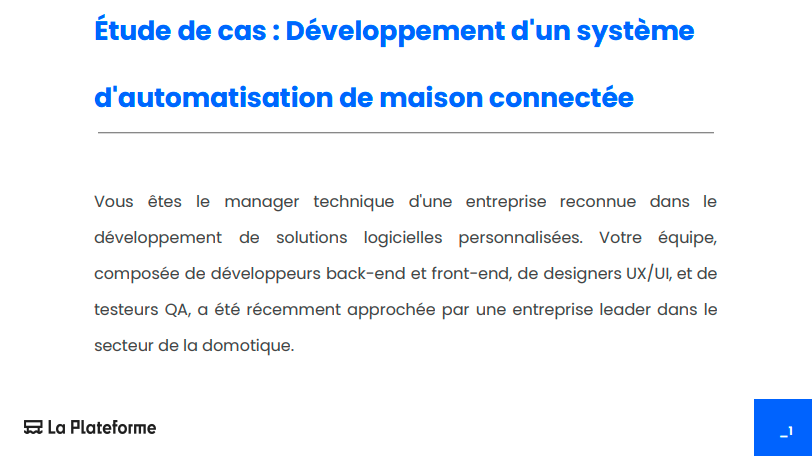 Étude de cas : Développement d'un système
d'automatisation de maison connectée
Vous êtes le manager technique d'une entreprise reconnue dans le
développement de solutions logicielles personnalisées. Votre équipe,
composée de développeurs back-end et front-end, de designers UX/UI, et de
testeurs QA, a été récemment approchée par une entreprise leader dans le
secteur de la domotique.
La Plateforme
_1